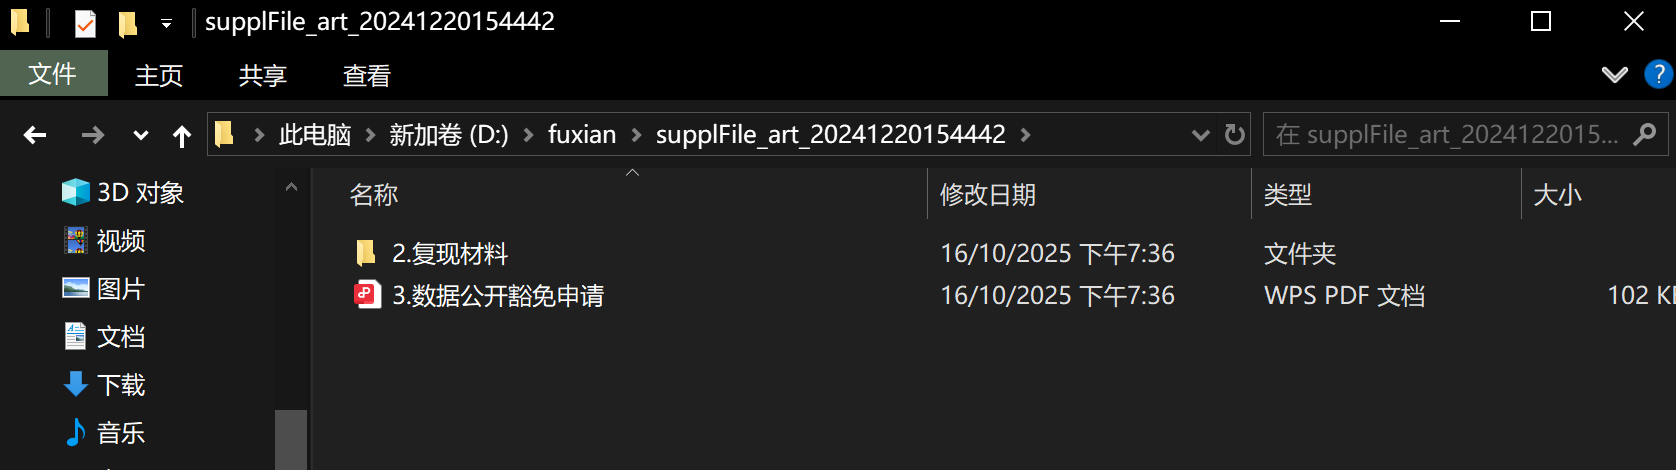 supplFile_art_20241220154442
文件 主页 共享 查看
?
此电脑 新加卷 (D:) fuxian supplFile_art_20241220154442 在 supplFile_art_2024122015...
3D 对象
视频
图片
文档
下载
音乐
名称 修改日期 类型 大小
2.复现材料 16/10/2025 下午7:36 文件夹
3.数据公开豁免申请 16/10/2025 下午7:36 WPS PDF 文档 102 KB